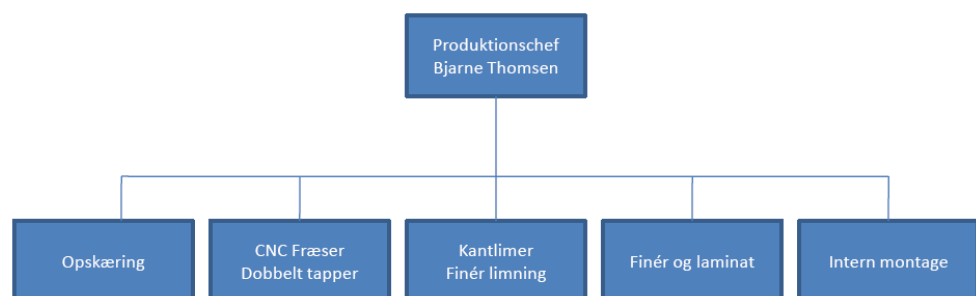 Produktionschef
Bjarne Thomsen
Opskæring
CNC Fræser
Dobbelt tapper
Kantlimer
Finér limning
Finér og laminat
Intern montage